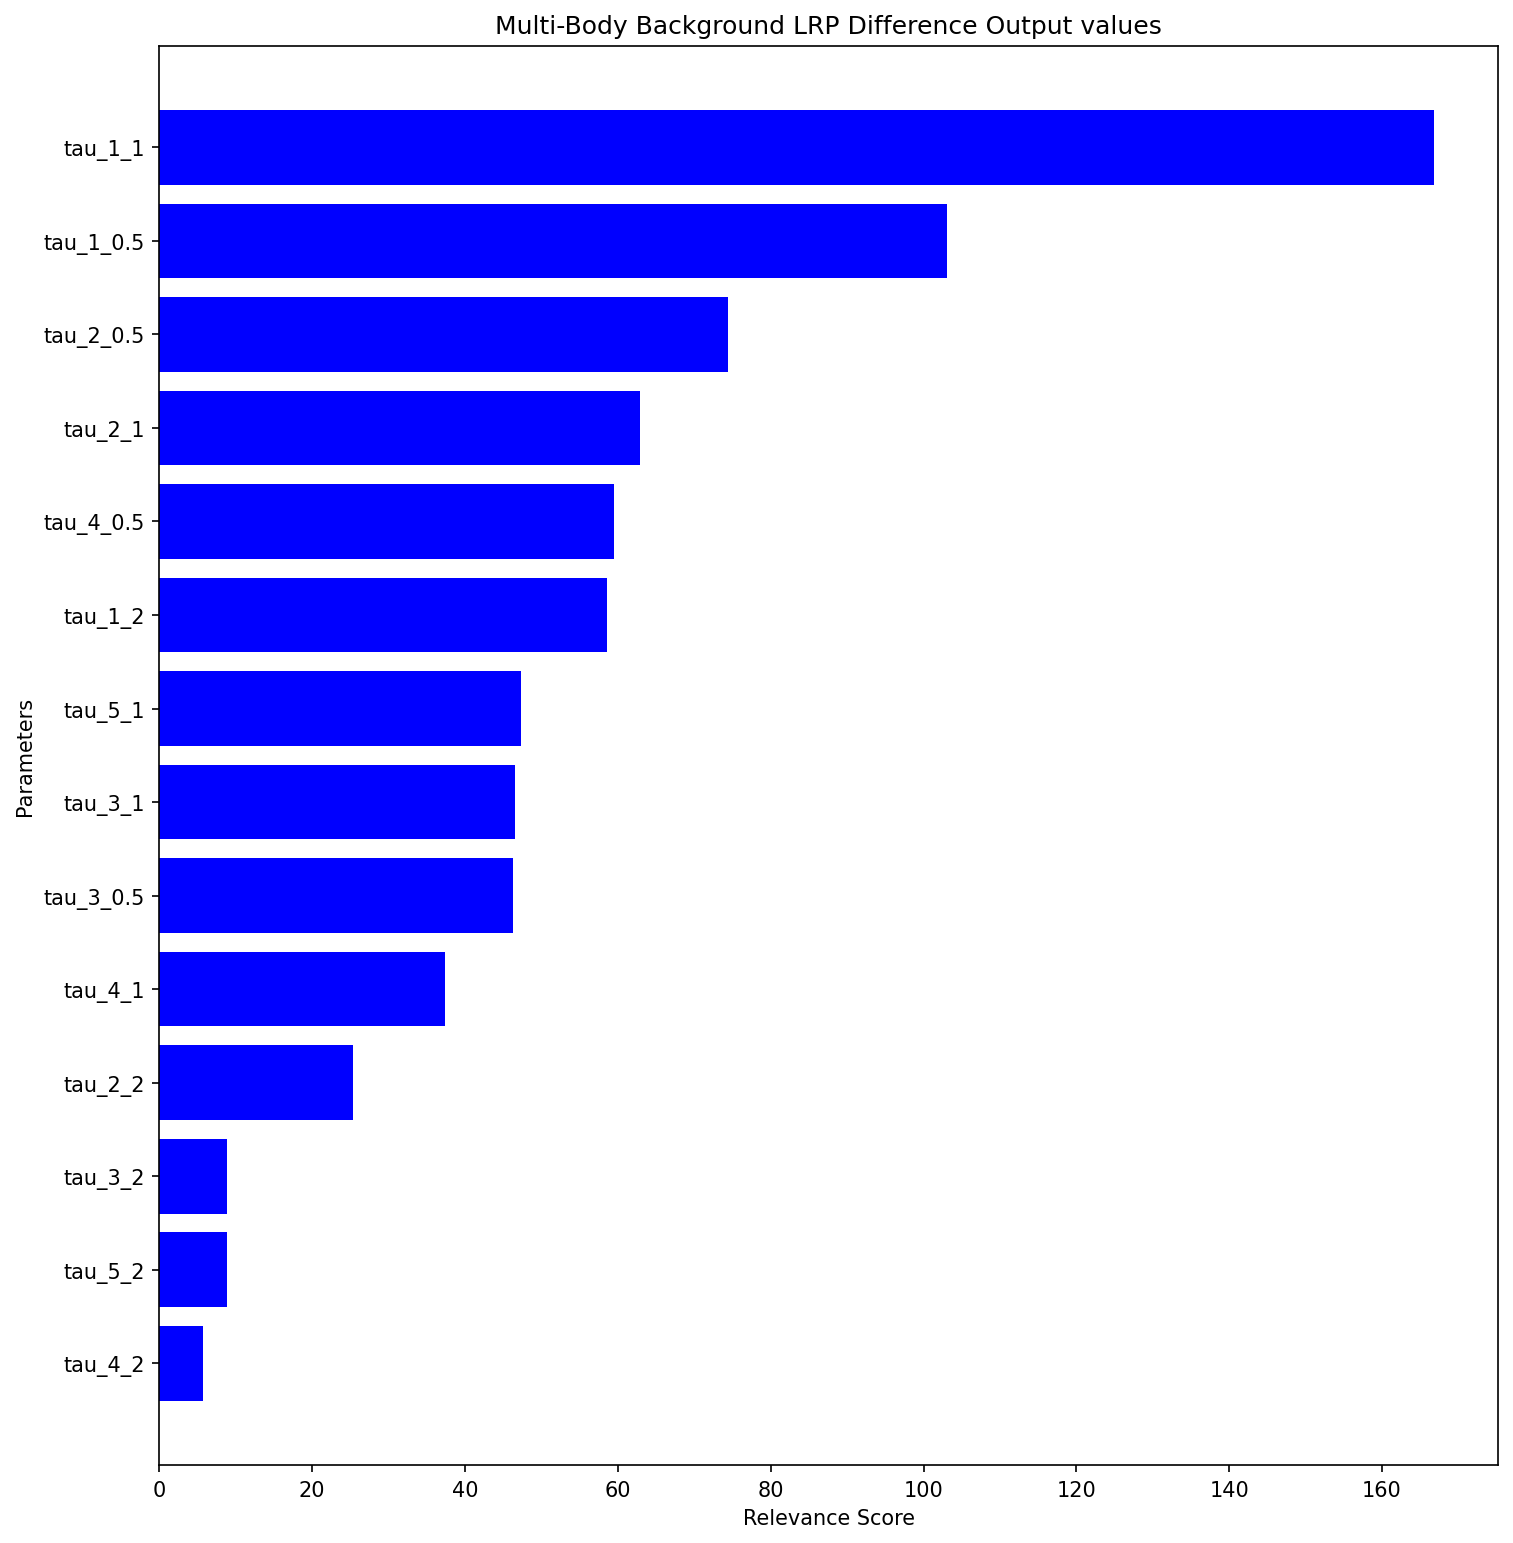 Multi-Body Background LRP Difference Output values
tau_1_1
tau_1_0.5
tau_2_0.5
tau_2_1
tau_4_0.5
tau_1_2
tau_5_1
tau_3_1
tau_3_0.5
tau_4_1
tau_2_2
tau_3_2
tau_5_2
tau_4_2
Parameters
0 20 40 60 80 100 120 140 160
Relevance Score